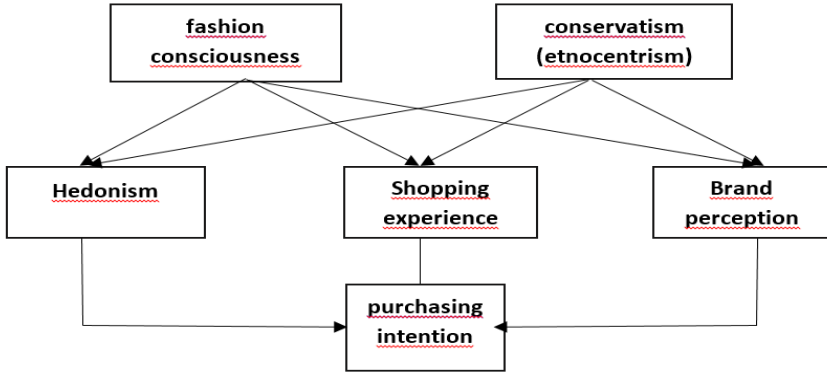 fashion
consciousness
conservatism
(etnocentrism)
Hedonism
Shopping
experience
Brand
perception
purchasing
intention